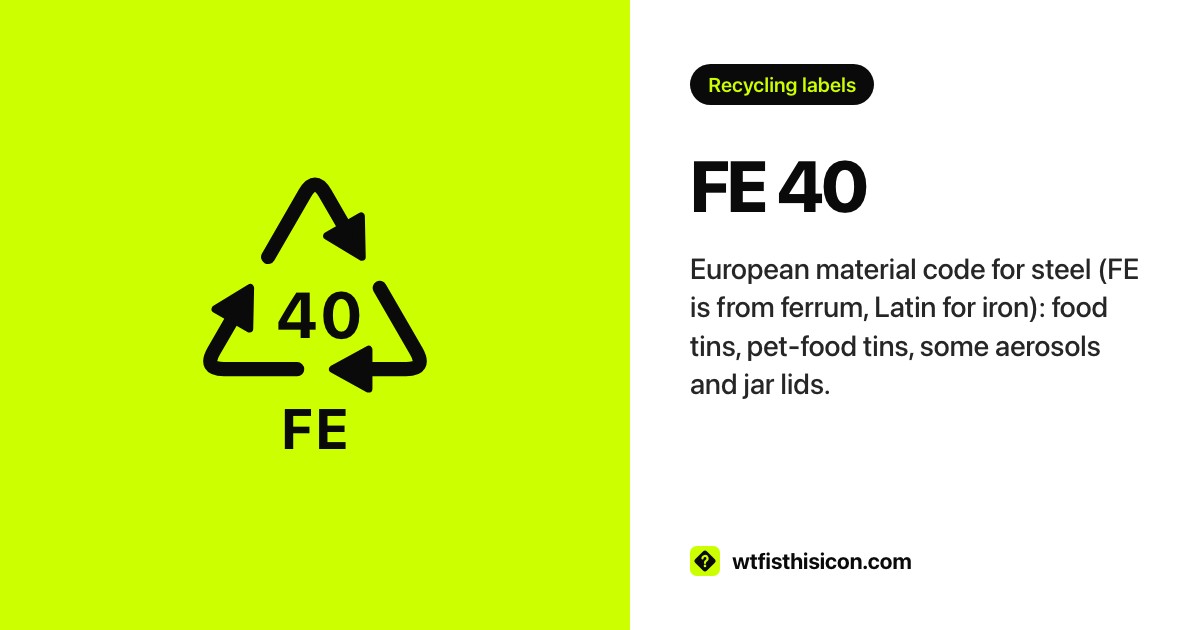 40
FE
Recycling labels
FE 40
European material code for steel (FE
is from ferrum, Latin for iron): food
tins, pet-food tins, some aerosols
and jar lids.
?
wtfisthisicon.com